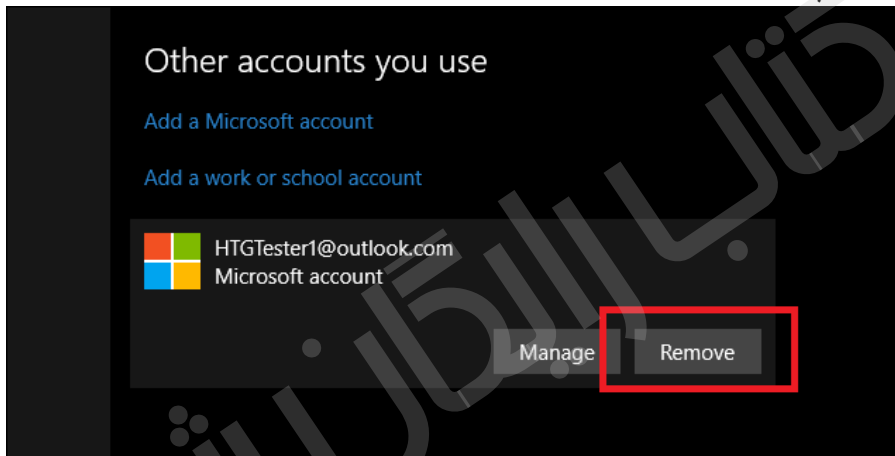 Other accounts you use
Add a Microsoft account
Add a work or school account
HTGTester1@outlook.com
Microsoft account
Manage
Remove